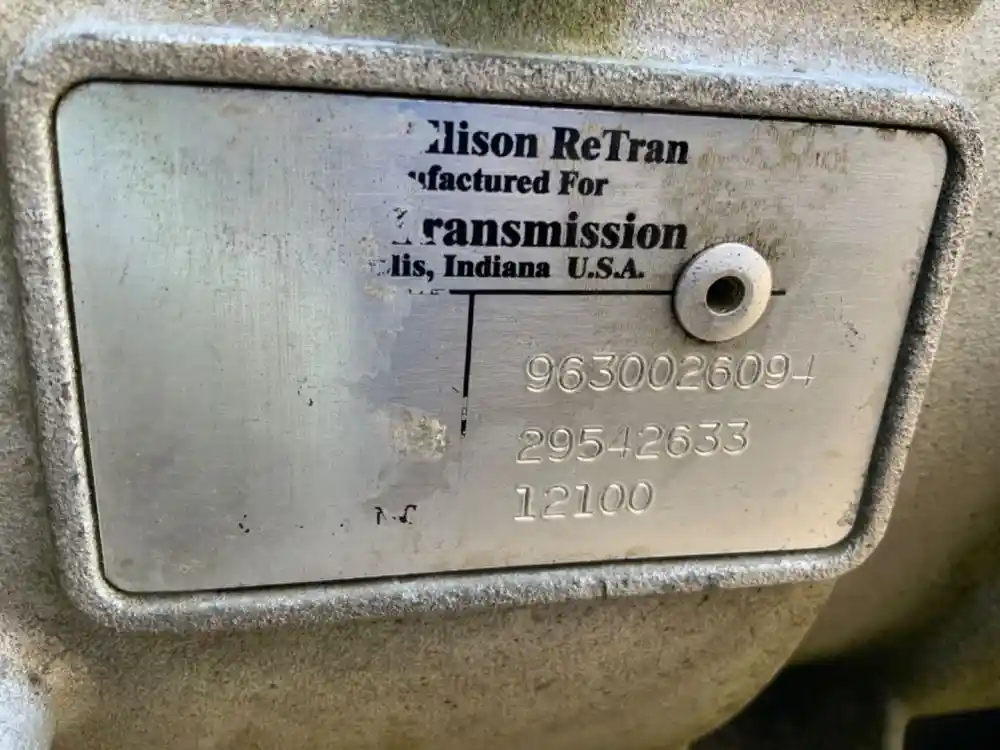 llison ReTran
ufactured For
ransmission
lis, Indiana U.S.A.
9630026094
29542633
12100